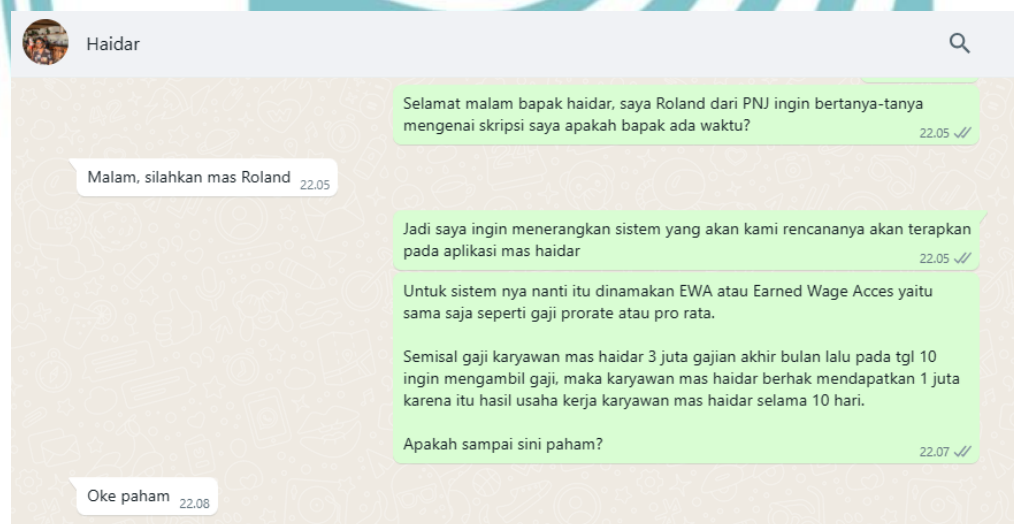 Haidar
Selamat malam bapak haidar, saya Roland dari PNJ ingin bertanya-tanya
mengenai skripsi saya apakah bapak ada waktu?
22.05
Malam, silahkan mas Roland 22.05
Jadi saya ingin menerangkan sistem yang akan kami rencananya akan terapkan
pada aplikasi mas haidar
22.05
Untuk sistem nya nanti itu dinamakan EWA atau Earned Wage Acces yaitu
sama saja seperti gaji prorate atau pro rata.
Semisal gaji karyawan mas haidar 3 juta gajian akhir bulan lalu pada tgl 10
ingin mengambil gaji, maka karyawan mas haidar berhak mendapatkan 1 juta
karena itu hasil usaha kerja karyawan mas haidar selama 10 hari.
Apakah sampai sini paham?
22.07
Oke paham 22.08